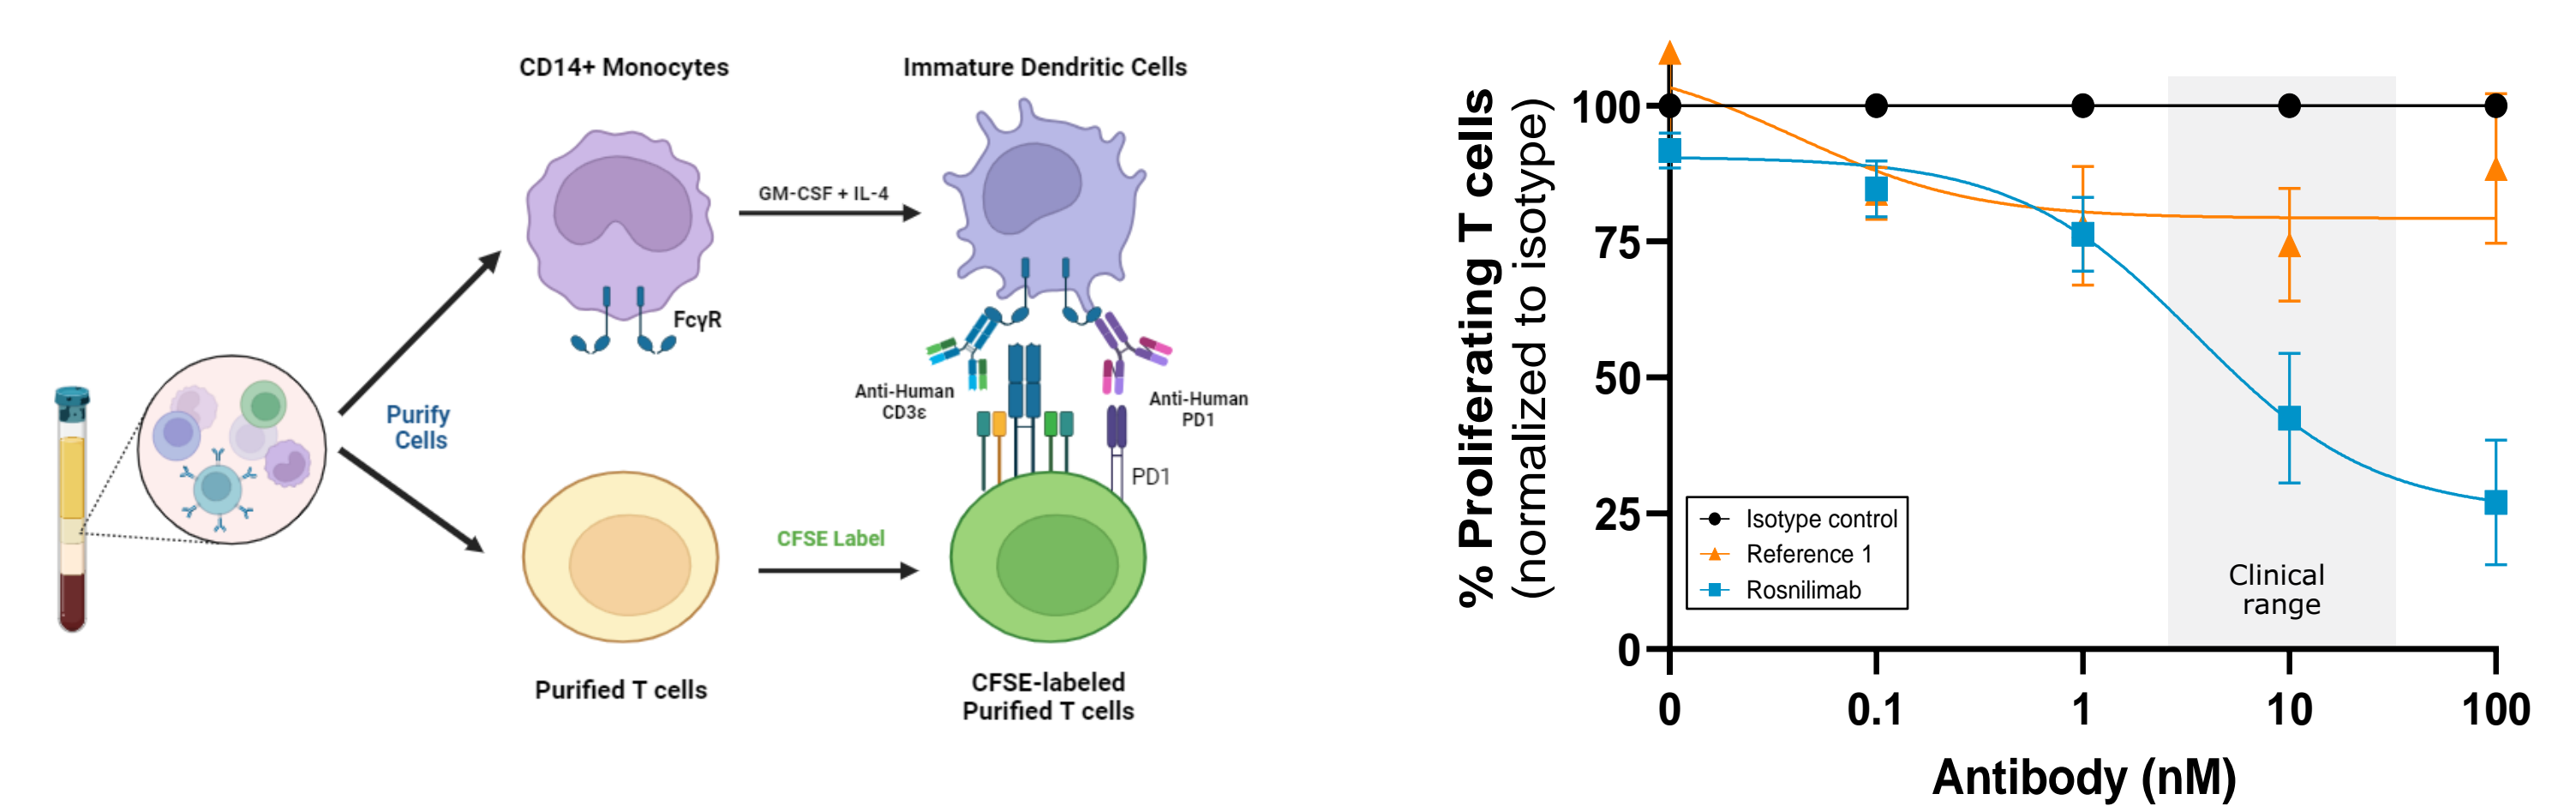 CD14+ Monocytes
Immature Dendritic Cells
GM-CSF + IL-4
FcγR
Purify
Cells
Anti-Human
CD3ε
Anti-Human
PD1
PD1
CFSE Label
Purified T cells
CFSE-labeled
Purified T cells
% Proliferating T cells
(normalized to isotype)
100
75
50
25
0
Isotype control
Reference 1
Rosnilimab
Clinical
range
0
0.1
1
10
100
Antibody (nM)